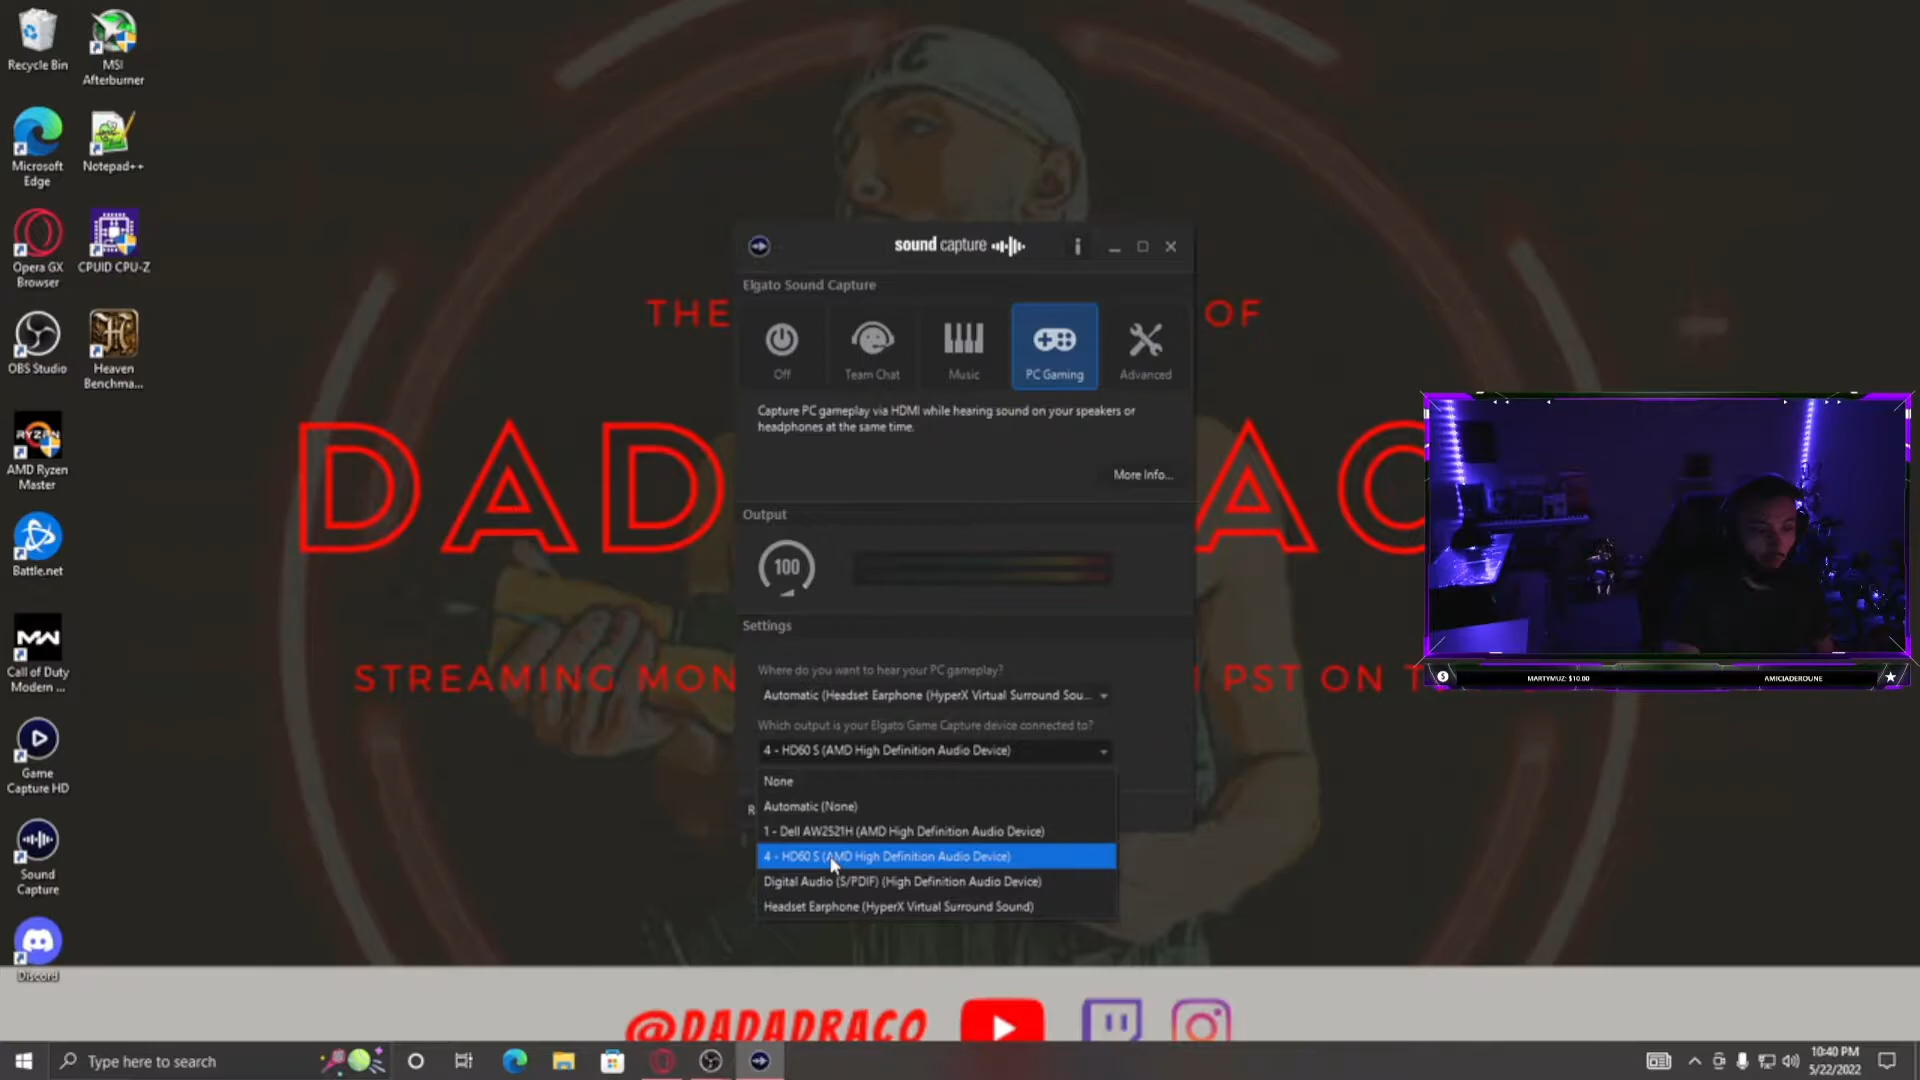 Recycle Bin
MSI
Afterburner
Microsoft
Edge
Notepad++
Opera GX
Browser
CPUID CPU-Z
OBS Studio
Heaven
Benchma...
RYZEN
AMD Ryzen
Master
Battle.net
MW
Call of Duty
Modern ...
Game
Capture HD
Sound
Capture
Discord
THE
OF
DAD
AC
STREAMING MON
PST ON T
sound capture
Elgato Sound Capture
Off
Team Chat
Music
PC Gaming
Advanced
Capture PC gameplay via HDMI while hearing sound on your speakers or
headphones at the same time.
More Info...
Output
100
Settings
Where do you want to hear your PC gameplay?
Automatic (Headset Earphone (HyperX Virtual Surround Sou...
Which output is your Elgato Game Capture device connected to?
4 - HD60 S (AMD High Definition Audio Device)
None
Automatic (None)
1 - Dell AW2521H (AMD High Definition Audio Device)
4 - HD60 S (AMD High Definition Audio Device)
Digital Audio (S/PDIF) (High Definition Audio Device)
Headset Earphone (HyperX Virtual Surround Sound)
MARTYMUZ: $10.00
AMICIADEROUNE
@DADADRACO
Type here to search
10:40 PM
5/22/2022